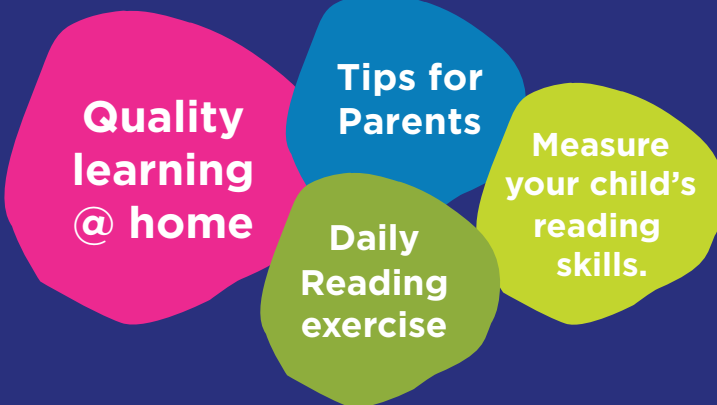 Quality
learning
@ home
Tips for
Parents
Daily
Reading
exercise
Measure
your child's
reading
skills.